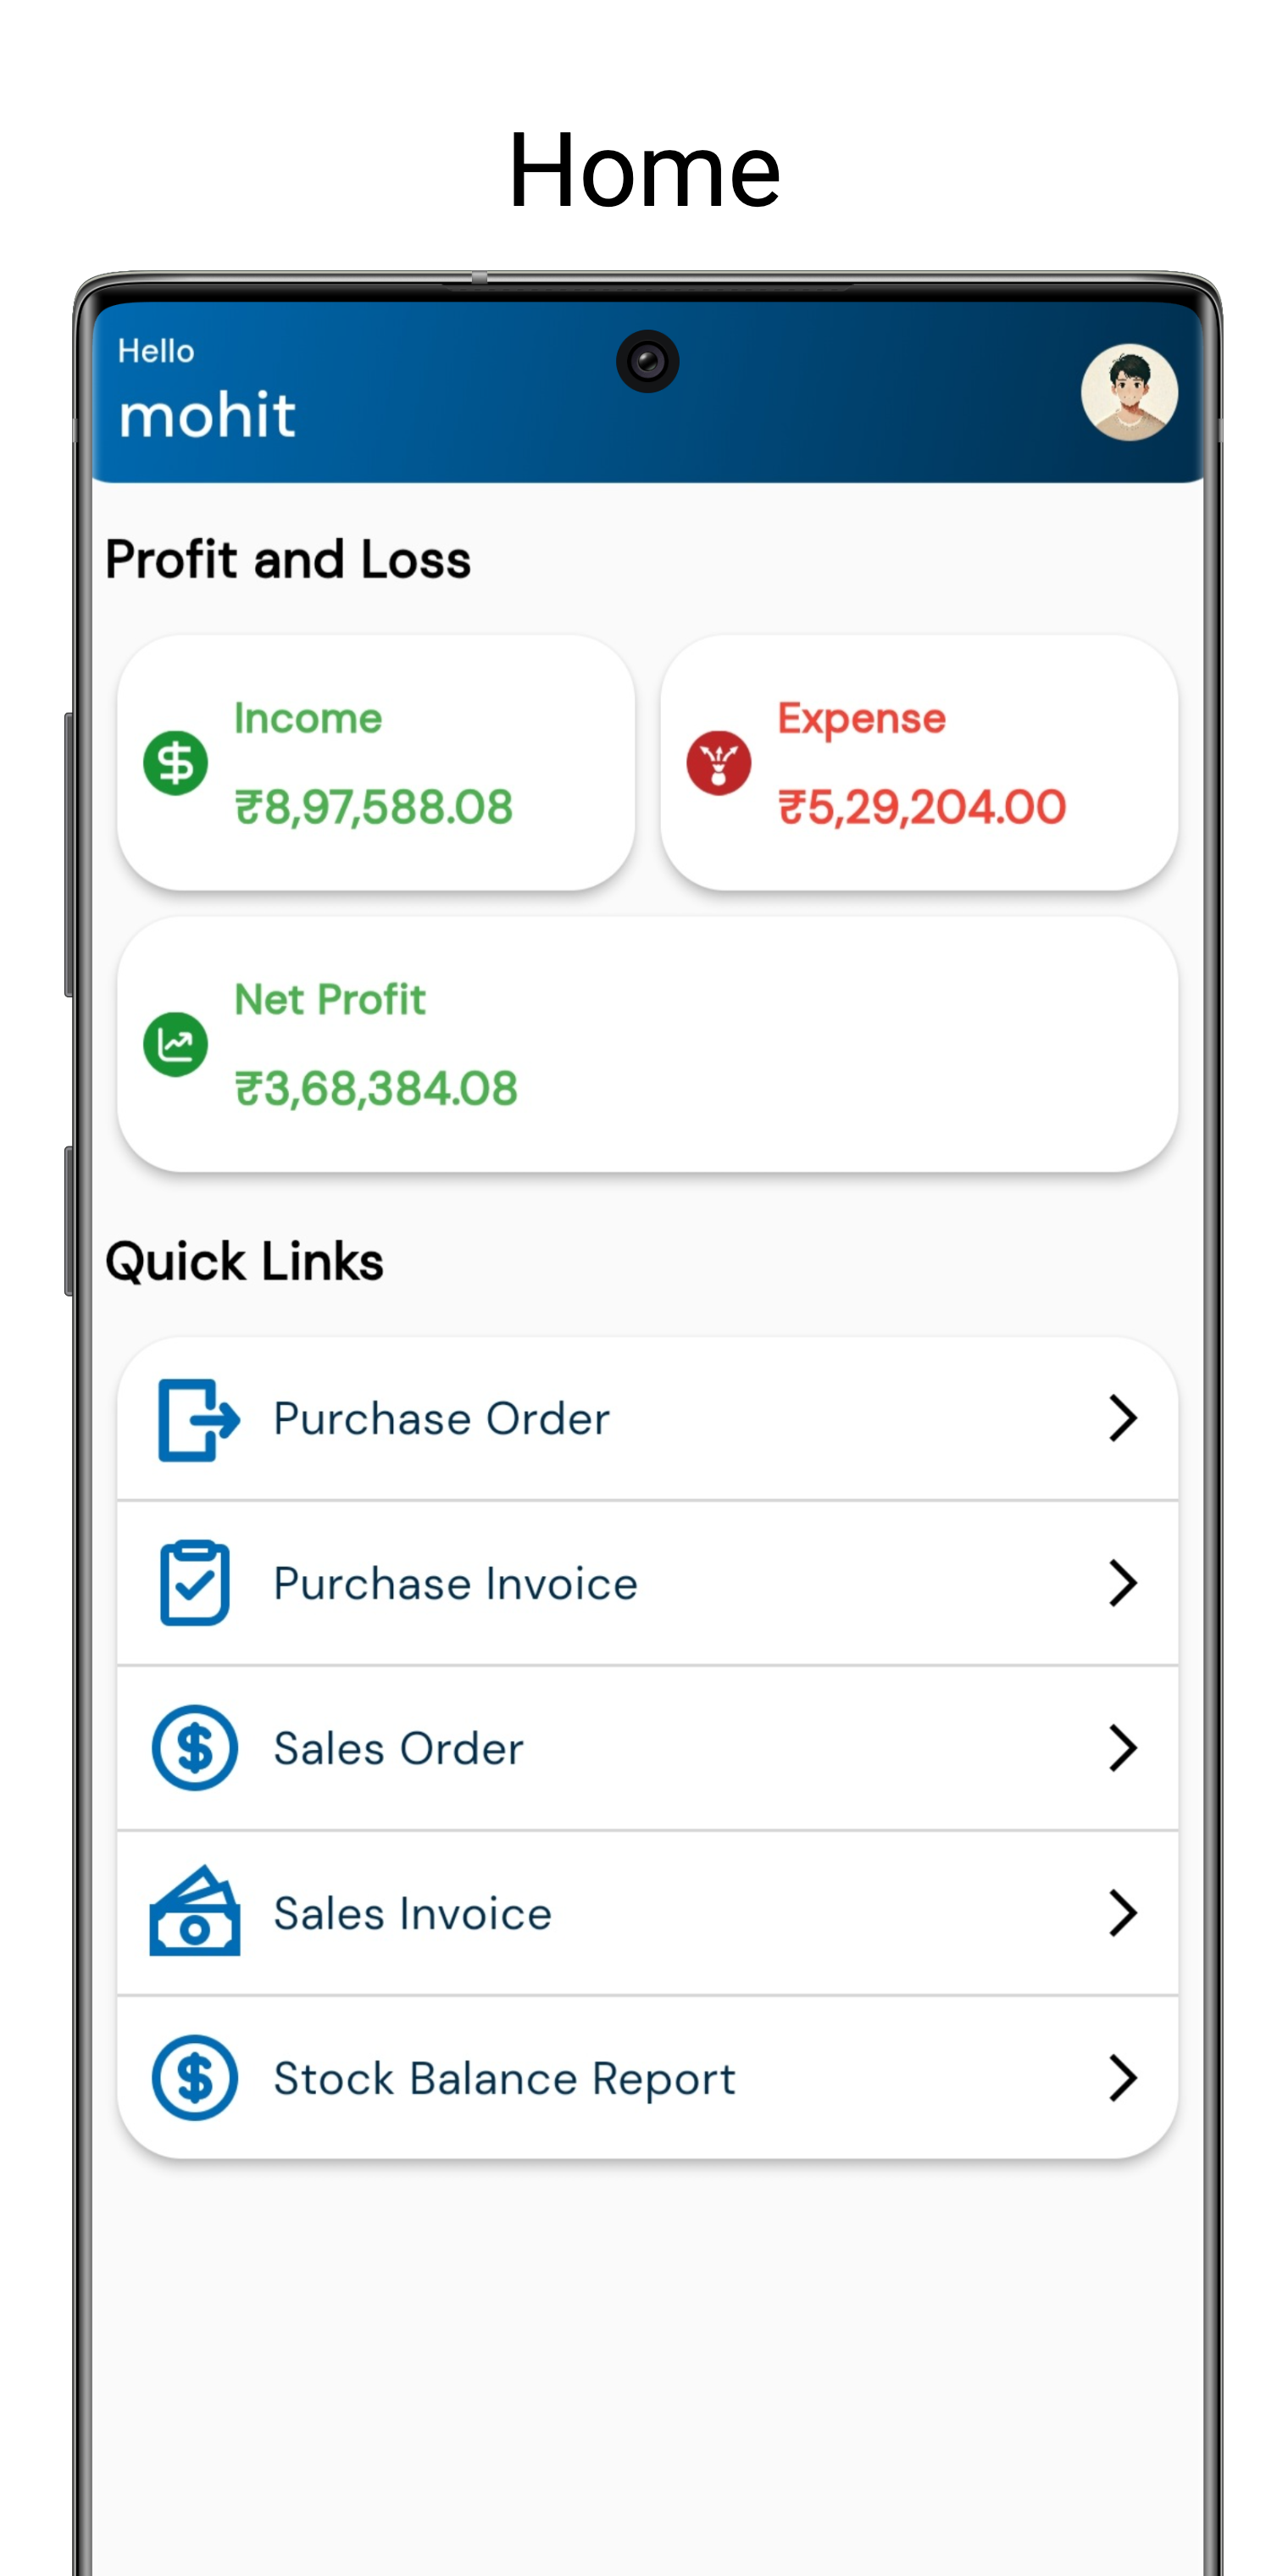 Home
Hello
mohit
Profit and Loss
Income
₹8,97,588.08
Expense
₹5,29,204.00
Net Profit
₹3,68,384.08
Quick Links
Purchase Order
Purchase Invoice
Sales Order
Sales Invoice
Stock Balance Report